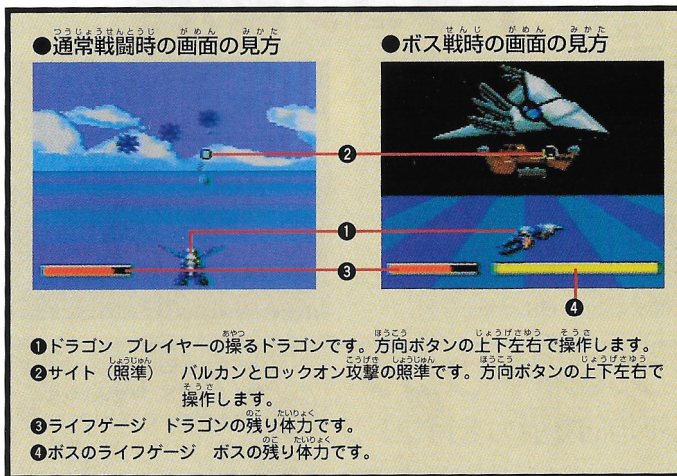 ●通常戦闘時の画面の見方
●ボス戦時の画面の見方
❷
❶
❸
❹
❶ドラゴン プレイヤーの操るドラゴンです。方向ボタンの上下左右で操作します。
❷サイト(照準) バルカンとロックオン攻撃の照準です。方向ボタンの上下左右で
操作します。
❸ライフゲージ ドラゴンの残り体力です。
❹ボスのライフゲージ ボスの残り体力です。